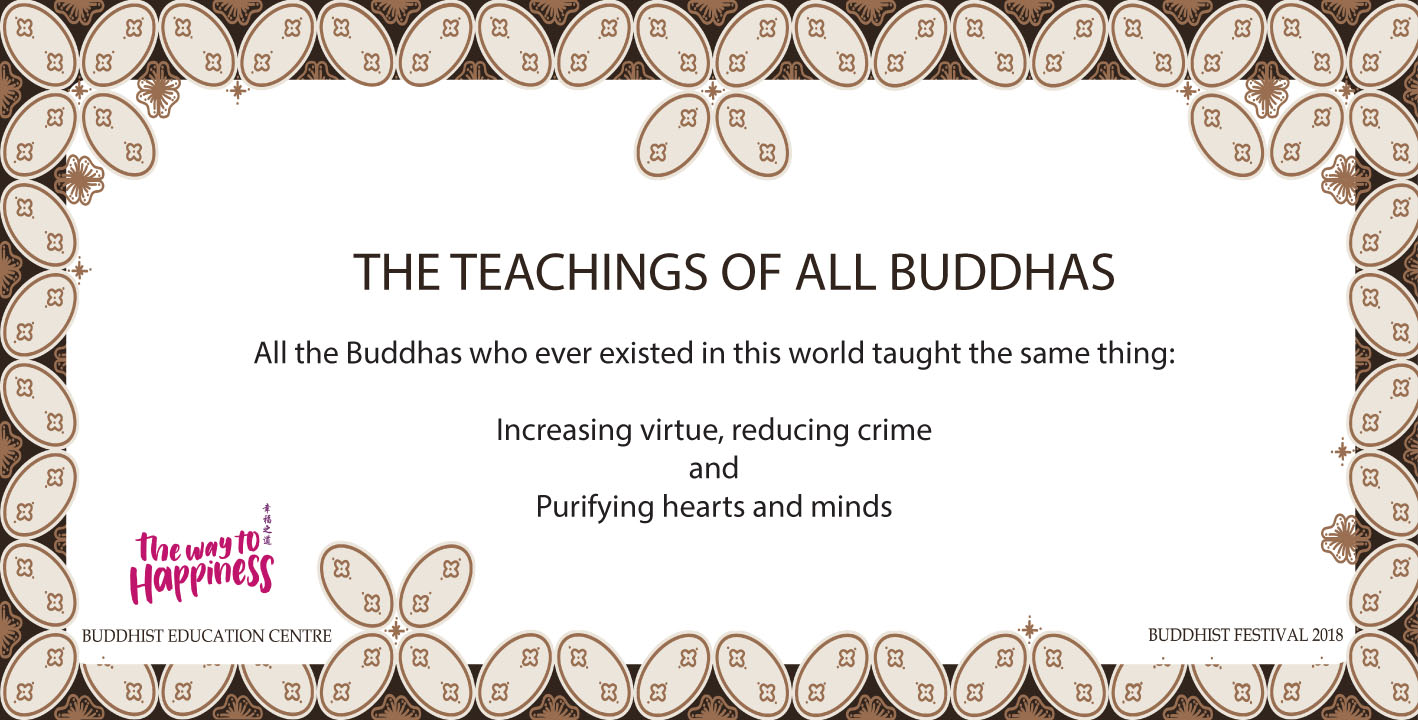 THE TEACHINGS OF ALL BUDDHAS
All the Buddhas who ever existed in this world taught the same thing:
Increasing virtue, reducing crime
and
Purifying hearts and minds
幸福之道
the way to
Happiness
BUDDHIST EDUCATION CENTRE
BUDDHIST FESTIVAL 2018